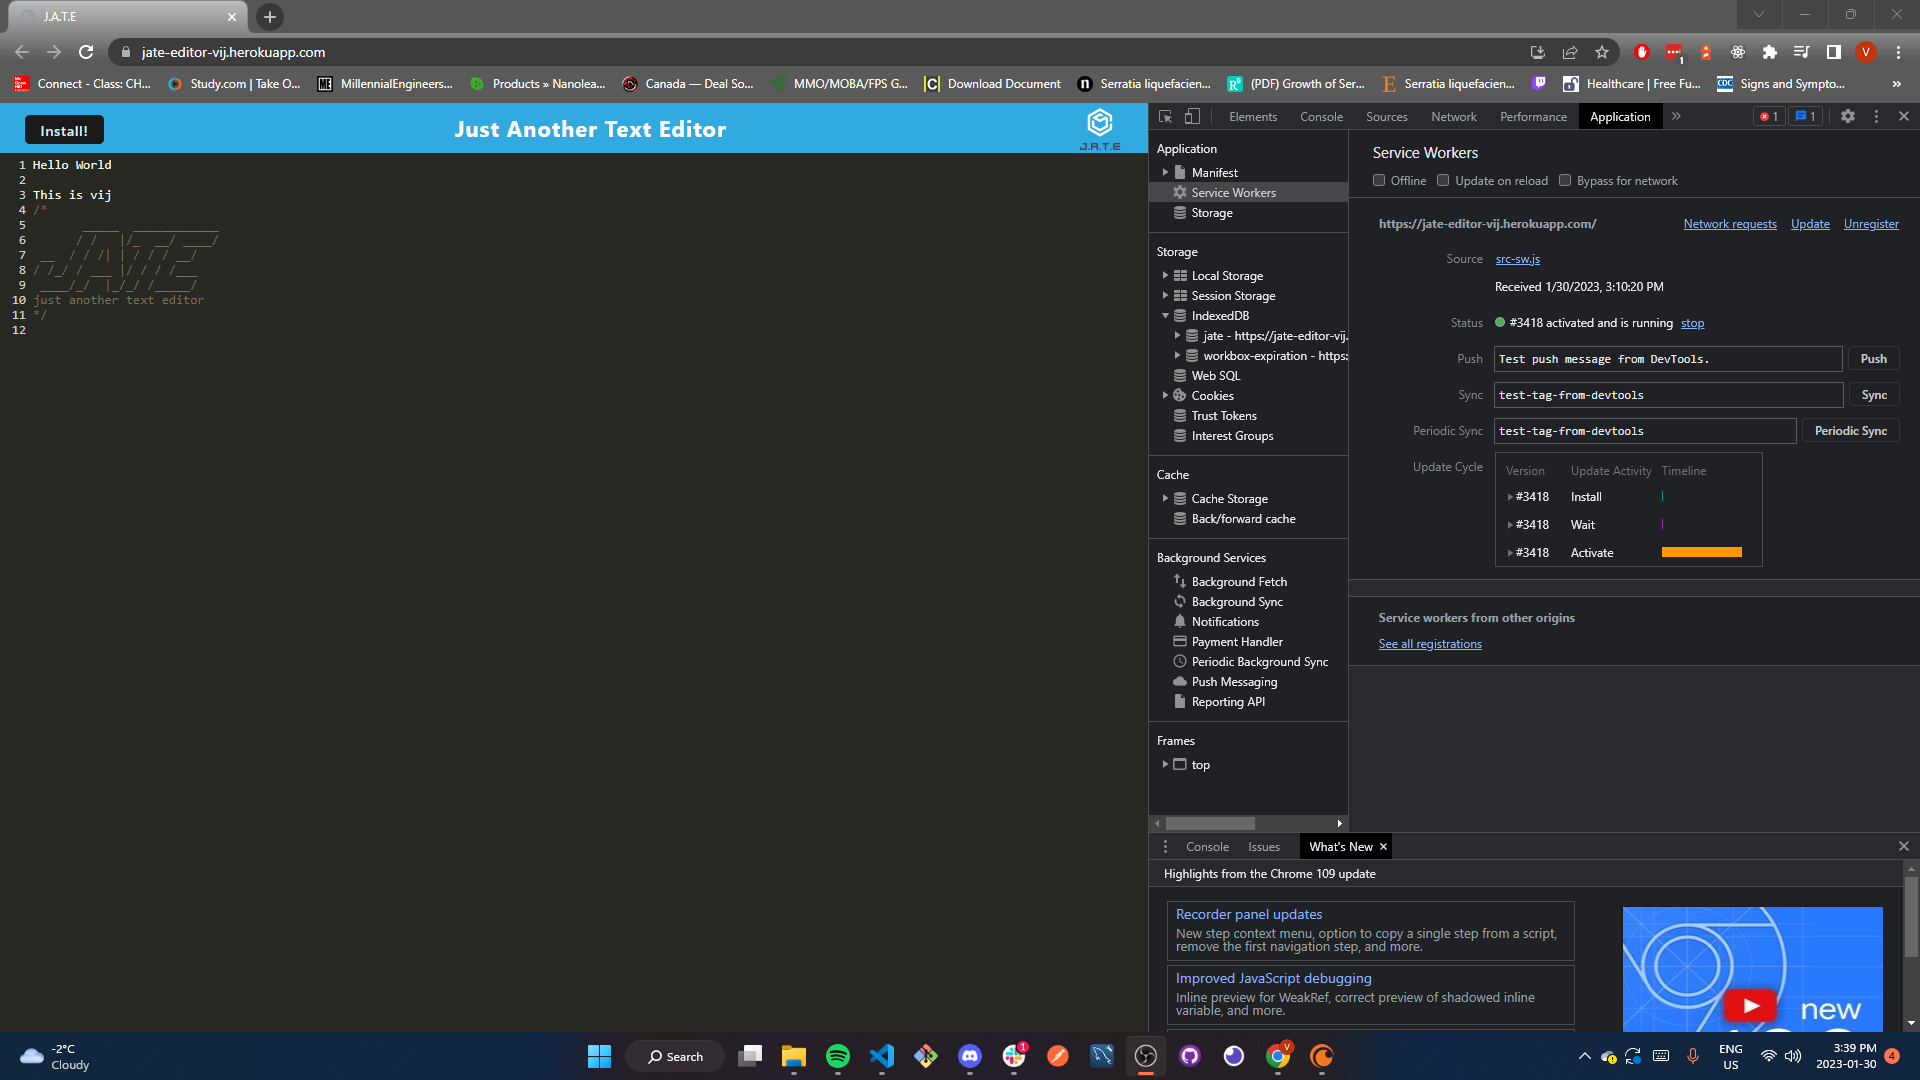 J.A.T.E
jate-editor-vij.herokuapp.com
1
V
Connect - Class: CH...
Study.com | Take O...
ME
MillennialEngineers...
Products » Nanolea...
Canada — Deal So...
MMO/MOBA/FPS G...
Download Document
Serratia liquefacien...
(PDF) Growth of Ser...
Serratia liquefacien...
Healthcare | Free Fu...
CDC
Signs and Sympto...
»
Install!
Just Another Text Editor
J.A.T.E
1 Hello World
2
3 This is vij
4 /*
5
6
7
8
9
10 just another text editor
11 */
12
Elements
Console
Sources
Network
Performance
Application
»
1
1
Application
Manifest
Service Workers
Storage
Storage
Local Storage
Session Storage
IndexedDB
jate - https://jate-editor-vij.
workbox-expiration - https:
Web SQL
Cookies
Trust Tokens
Interest Groups
Cache
Cache Storage
Back/forward cache
Background Services
Background Fetch
Background Sync
Notifications
Payment Handler
Periodic Background Sync
Push Messaging
Reporting API
Frames
top
Service Workers
Offline
Update on reload
Bypass for network
https://jate-editor-vij.herokuapp.com/
Network requests
Update
Unregister
Source src-sw.js
Received 1/30/2023, 3:10:20 PM
Status #3418 activated and is running stop
Push Test push message from DevTools. Push
Sync test-tag-from-devtools Sync
Periodic Sync test-tag-from-devtools Periodic Sync
Update Cycle Version Update Activity Timeline
#3418 Install
#3418 Wait
#3418 Activate
Service workers from other origins
See all registrations
Console
Issues
What's New
Highlights from the Chrome 109 update
Recorder panel updates
New step context menu, option to copy a single step from a script,
remove the first navigation step, and more.
Improved JavaScript debugging
Inline preview for WeakRef, correct preview of shadowed inline
variable, and more.
new
-2°C
Cloudy
Search
1
V
ENG
US
3:39 PM
2023-01-30
4